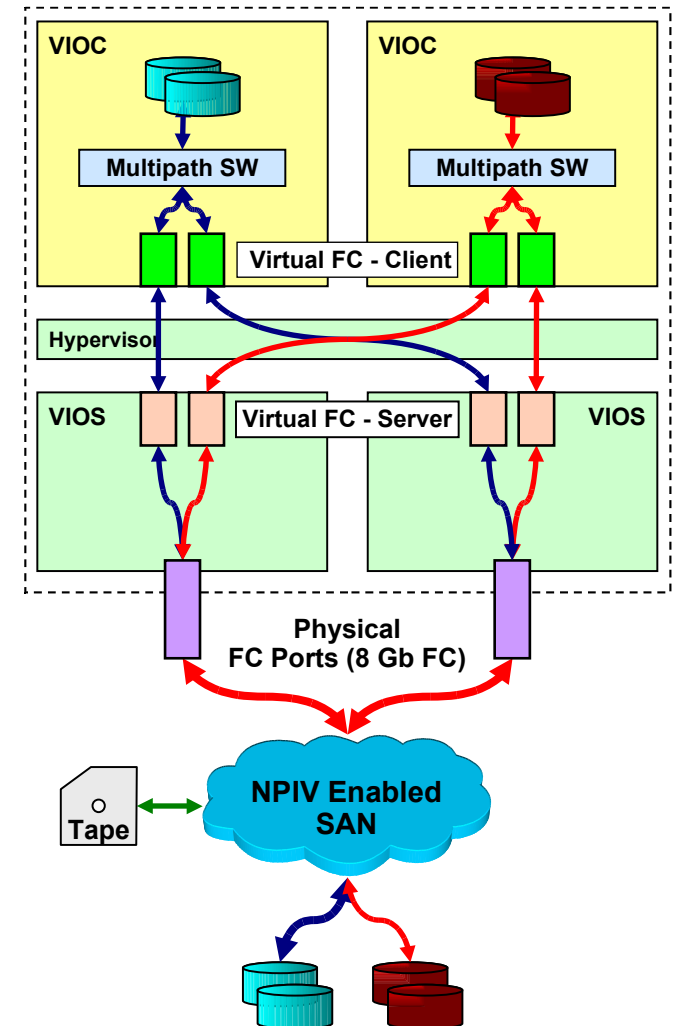 VIOC
VIOC
Multipath SW
Multipath SW
Virtual FC - Client
Hypervisor
VIOS
Virtual FC - Server
VIOS
Physical
FC Ports (8 Gb FC)
NPIV Enabled
SAN
Tape